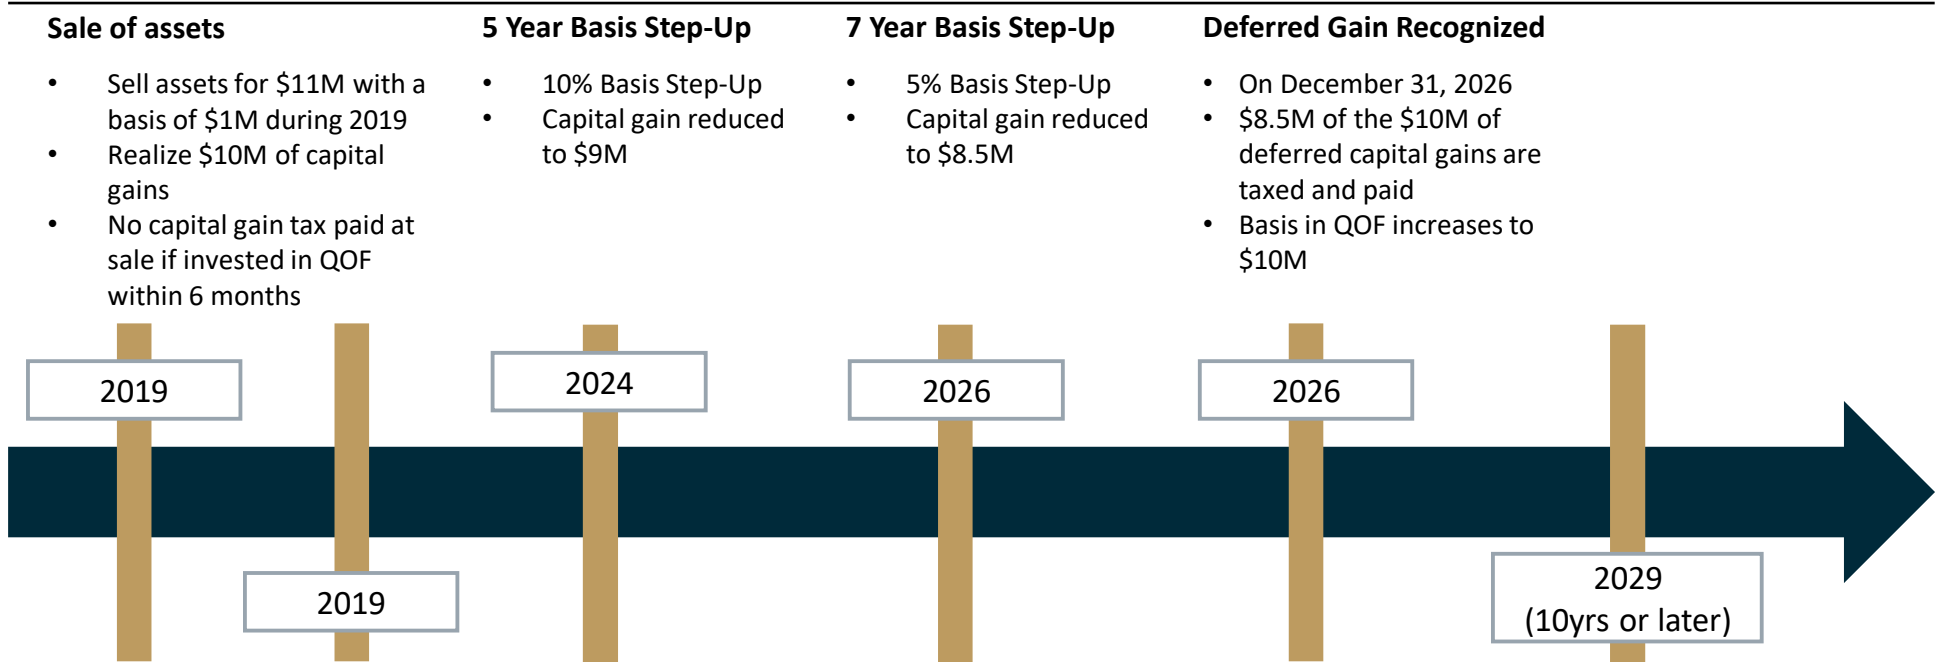 Sale of assets
• Sell assets for $11M with a
basis of $1M during 2019
• Realize $10M of capital
gains
• No capital gain tax paid at
sale if invested in QOF
within 6 months
5 Year Basis Step-Up
• 10% Basis Step-Up
• Capital gain reduced
to $9M
7 Year Basis Step-Up
• 5% Basis Step-Up
• Capital gain reduced
to $8.5M
Deferred Gain Recognized
• On December 31, 2026
• $8.5M of the $10M of
deferred capital gains are
taxed and paid
• Basis in QOF increases to
$10M
2019
2019
2024
2026
2026
2029
(10yrs or later)